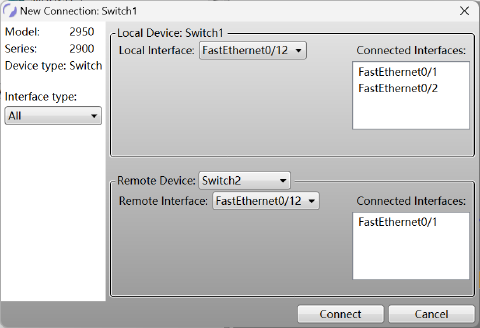 New Connection: Switch1
Model: 2950
Series: 2900
Device type: Switch
Interface type:
All
Local Device: Switch1
Local Interface: FastEthernet0/12
Connected Interfaces:
FastEthernet0/1
FastEthernet0/2
Remote Device: Switch2
Remote Interface: FastEthernet0/12
Connected Interfaces:
FastEthernet0/1
Connect Cancel